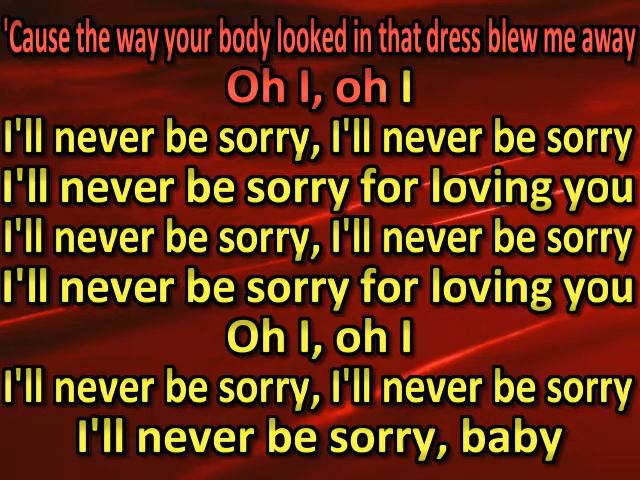 'Cause the way your body looked in that dress blew me away
Oh I, oh I
I'll never be sorry, I'll never be sorry
I'll never be sorry for loving you
I'll never be sorry, I'll never be sorry
I'll never be sorry for loving you
Oh I, oh I
I'll never be sorry, I'll never be sorry
I'll never be sorry, baby